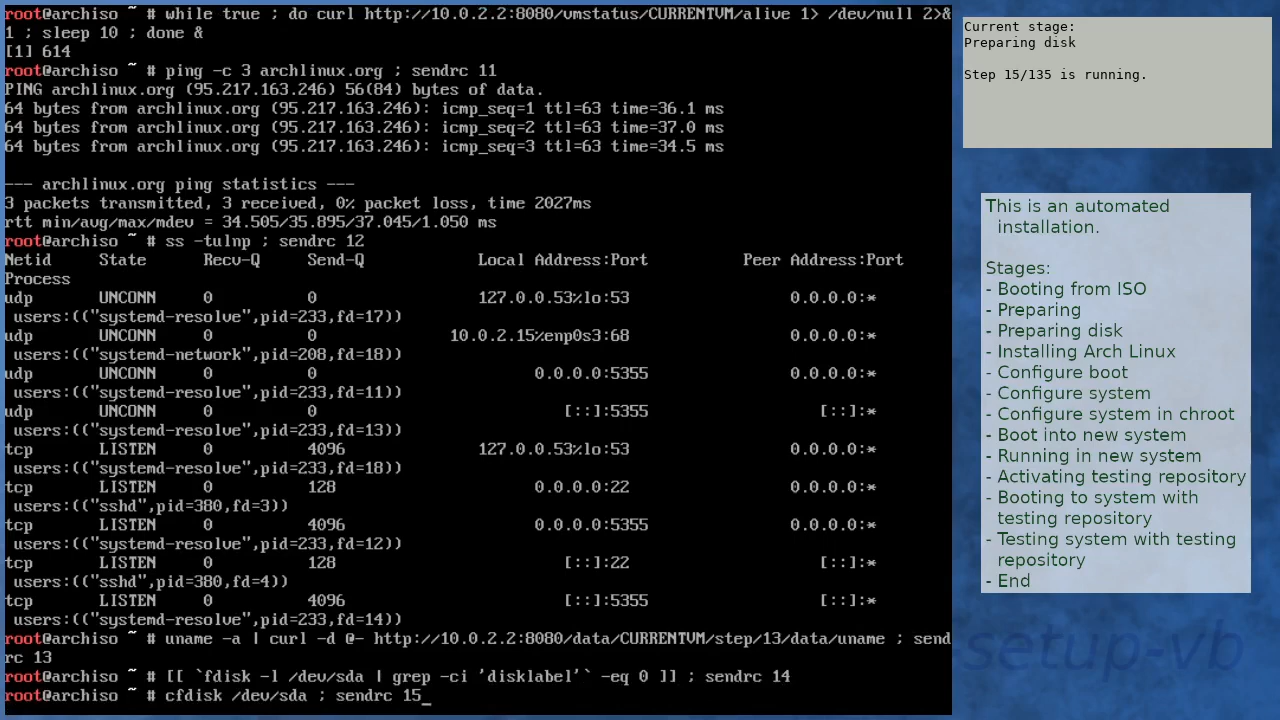 root@archiso ~ # while true ; do curl http://10.0.2.2:8080/vmstatus/CURRENTVM/alive 1> /dev/null 2>&
1 ; sleep 10 ; done &
[1] 614
root@archiso ~ # ping -c 3 archlinux.org ; sendrc 11
PING archlinux.org (95.217.163.246) 56(84) bytes of data.
64 bytes from archlinux.org (95.217.163.246): icmp_seq=1 ttl=63 time=36.1 ms
64 bytes from archlinux.org (95.217.163.246): icmp_seq=2 ttl=63 time=37.0 ms
64 bytes from archlinux.org (95.217.163.246): icmp_seq=3 ttl=63 time=34.5 ms
--- archlinux.org ping statistics ---
3 packets transmitted, 3 received, 0% packet loss, time 2027ms
rtt min/avg/max/mdev = 34.505/35.895/37.045/1.050 ms
root@archiso ~ # ss -tulnp ; sendrc 12
Netid State Recv-Q Send-Q Local Address:Port Peer Address:Port
Process
udp UNCONN 0 0 127.0.0.53%lo:53 0.0.0.0:*
users:(("systemd-resolve",pid=233,fd=17))
udp UNCONN 0 0 10.0.2.15%enp0s3:68 0.0.0.0:*
users:(("systemd-network",pid=208,fd=18))
udp UNCONN 0 0 0.0.0.0:5355 0.0.0.0:*
users:(("systemd-resolve",pid=233,fd=11))
udp UNCONN 0 0 [::]:5355 [::]:*
users:(("systemd-resolve",pid=233,fd=13))
tcp LISTEN 0 4096 127.0.0.53%lo:53 0.0.0.0:*
users:(("systemd-resolve",pid=233,fd=18))
tcp LISTEN 0 128 0.0.0.0:22 0.0.0.0:*
users:(("sshd",pid=380,fd=3))
tcp LISTEN 0 4096 0.0.0.0:5355 0.0.0.0:*
users:(("systemd-resolve",pid=233,fd=12))
tcp LISTEN 0 128 [::]:22 [::]:*
users:(("sshd",pid=380,fd=4))
tcp LISTEN 0 4096 [::]:5355 [::]:*
users:(("systemd-resolve",pid=233,fd=14))
root@archiso ~ # uname -a | curl -d @- http://10.0.2.2:8080/data/CURRENTVM/step/13/data/uname ; send
rc 13
root@archiso ~ # [[ `fdisk -l /dev/sda | grep -ci 'disklabel'` -eq 0 ]] ; sendrc 14
root@archiso ~ # cfdisk /dev/sda ; sendrc 15_
Current stage:
Preparing disk
Step 15/135 is running.
This is an automated
installation.
Stages:
- Booting from ISO
- Preparing
- Preparing disk
- Installing Arch Linux
- Configure boot
- Configure system
- Configure system in chroot
- Boot into new system
- Running in new system
- Activating testing repository
- Booting to system with
testing repository
- Testing system with testing
repository
- End
setup-vb